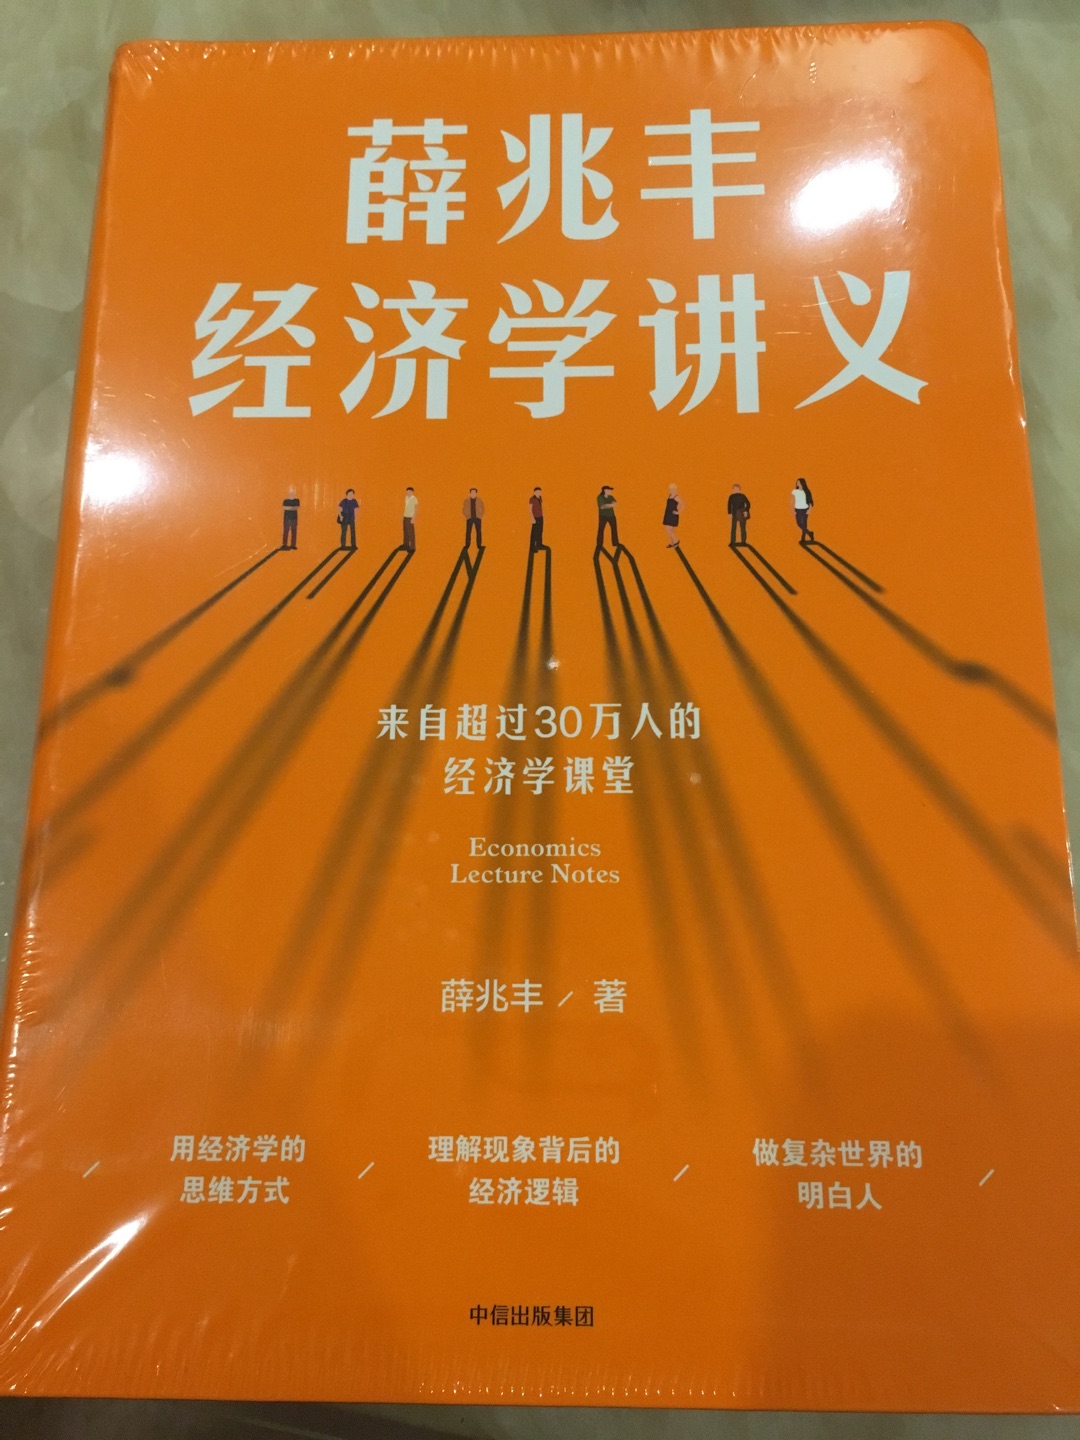 薛兆丰
经济学讲义
来自超过30万人的
经济学课堂
Economics
Lecture Notes
薛兆丰 / 著
用经济学的
思维方式
理解现象背后的
经济逻辑
做复杂世界的
明白人
中信出版集团